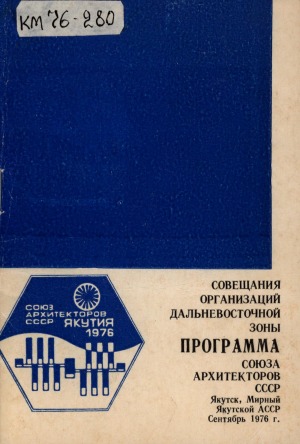 КМ 76-280
СОЮЗ
АРХИТЕКТОРОВ
СССР ЯКУТИЯ
1976
СОВЕЩАНИЯ
ОРГАНИЗАЦИЙ
ДАЛЬНЕВОСТОЧНОЙ
ЗОНЫ
ПРОГРАММА
СОЮЗА
АРХИТЕКТОРОВ
СССР
Якутск, Мирный
Якутской АССР
Сентябрь 1976 г.